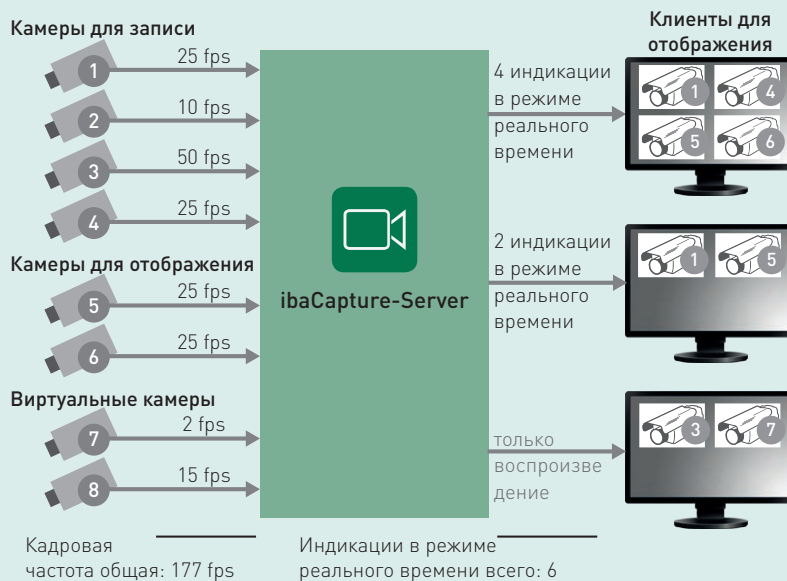 Камеры для записи
1
25 fps
2
10 fps
3
50 fps
4
25 fps
Камеры для отображения
5
25 fps
6
25 fps
Виртуальные камеры
7
2 fps
8
15 fps
Кадровая
частота общая: 177 fps
ibaCapture-Server
4 индикации
в режиме
реального
времени
2 индикации
в режиме
реального
времени
только
воспроизве
дение
Индикации в режиме
реального времени всего: 6
Клиенты для
отображения
1
4
5
6
1
5
3
7